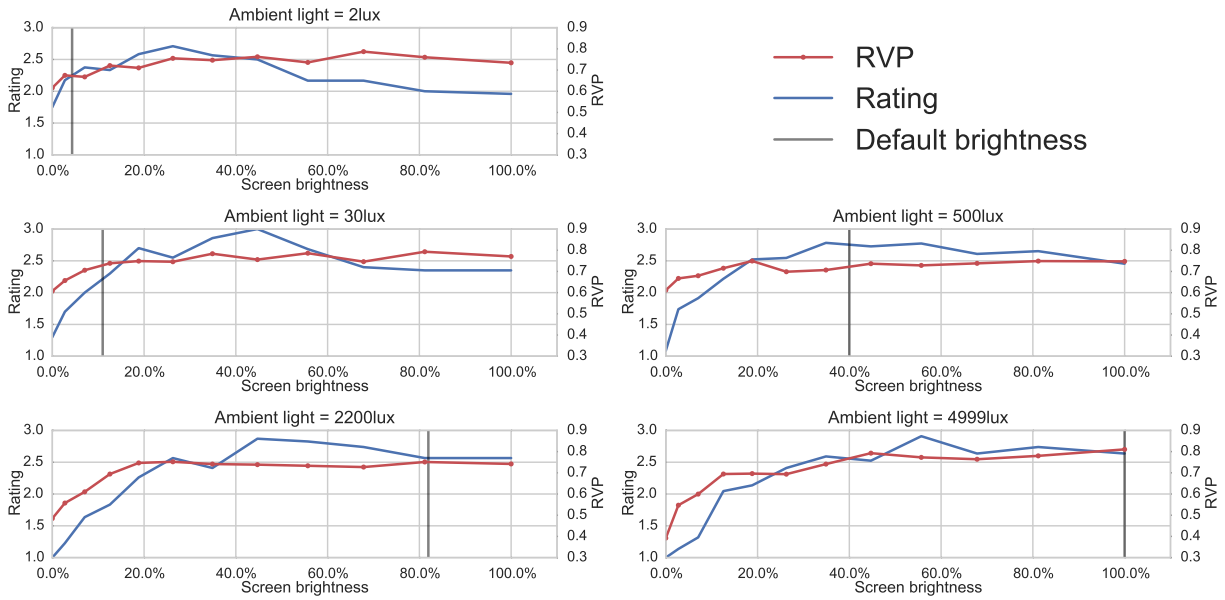 Ambient light = 2lux
3.0 0.9
0.8
2.5 0.7
Rating 2.0 0.6 RVP
0.5
1.5 0.4
1.0 0.3
0.0% 20.0% 40.0% 60.0% 80.0% 100.0%
Screen brightness
RVP
Rating
Default brightness
Ambient light = 30lux
3.0 0.9
0.8
2.5 0.7
Rating 2.0 0.6 RVP
0.5
1.5 0.4
1.0 0.3
0.0% 20.0% 40.0% 60.0% 80.0% 100.0%
Screen brightness
Ambient light = 500lux
3.0 0.9
0.8
2.5 0.7
Rating 2.0 0.6 RVP
0.5
1.5 0.4
1.0 0.3
0.0% 20.0% 40.0% 60.0% 80.0% 100.0%
Screen brightness
Ambient light = 2200lux
3.0 0.9
0.8
2.5 0.7
Rating 2.0 0.6 RVP
0.5
1.5 0.4
1.0 0.3
0.0% 20.0% 40.0% 60.0% 80.0% 100.0%
Screen brightness
Ambient light = 4999lux
3.0 0.9
0.8
2.5 0.7
Rating 2.0 0.6 RVP
0.5
1.5 0.4
1.0 0.3
0.0% 20.0% 40.0% 60.0% 80.0% 100.0%
Screen brightness